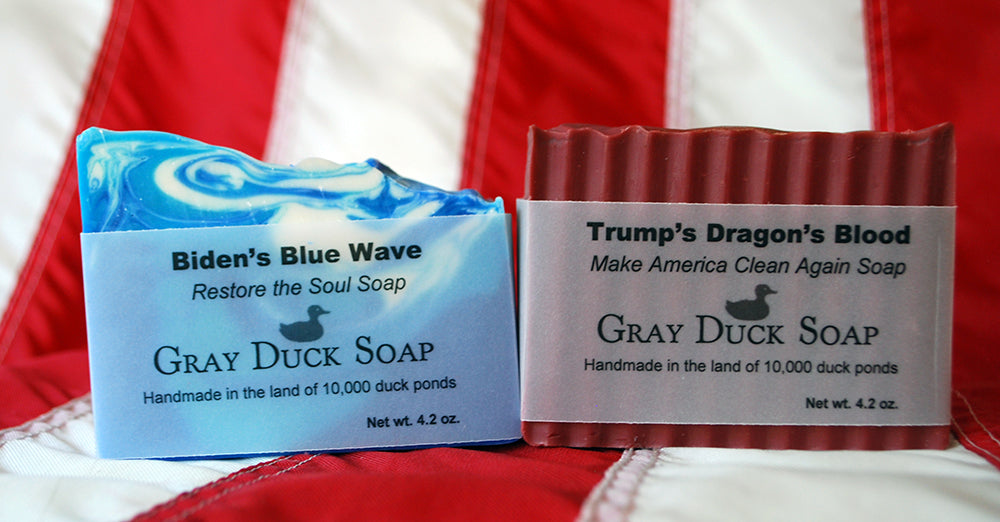 Biden's Blue Wave
Restore the Soul Soap
GRAY DUCK SOAP
Handmade in the land of 10,000 duck ponds
Net wt. 4.2 oz.
Trump's Dragon's Blood
Make America Clean Again Soap
GRAY DUCK SOAP
Handmade in the land of 10,000 duck ponds
Net wt. 4.2 oz.